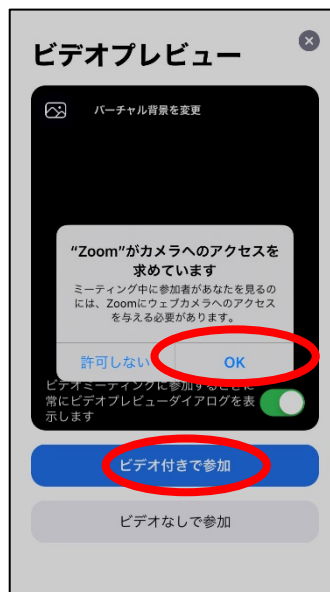 ビデオプレビュー
バーチャル背景を変更
“Zoom”がカメラへのアクセスを
求めています
ミーティング中に参加者があなたを見るの
には、Zoomにウェブカメラへのアクセス
を与える必要があります。
許可しない
OK
ビデオミーティングに参加するごとに
常にビデオプレビューダイアログを表
示します
ビデオ付きで参加
ビデオなしで参加